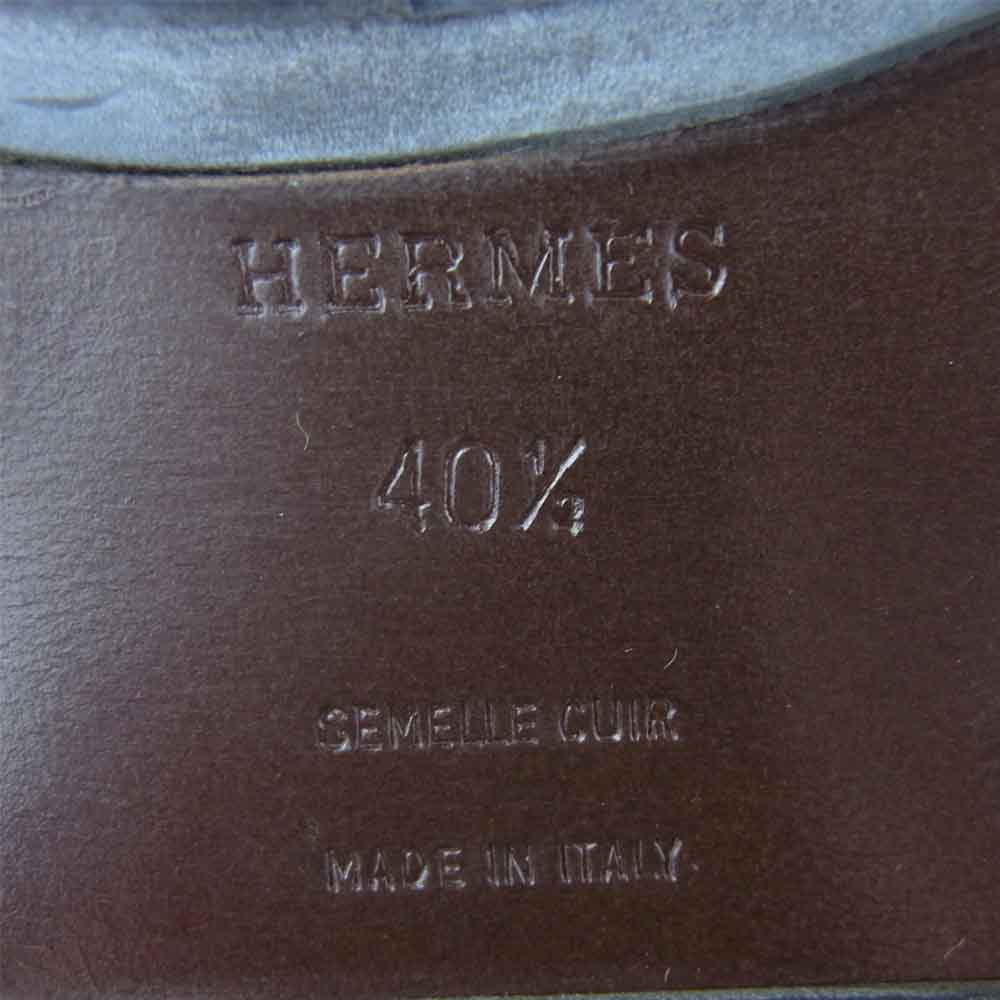 HERMES
40½
SEMELLE CUIR
MADE IN ITALY